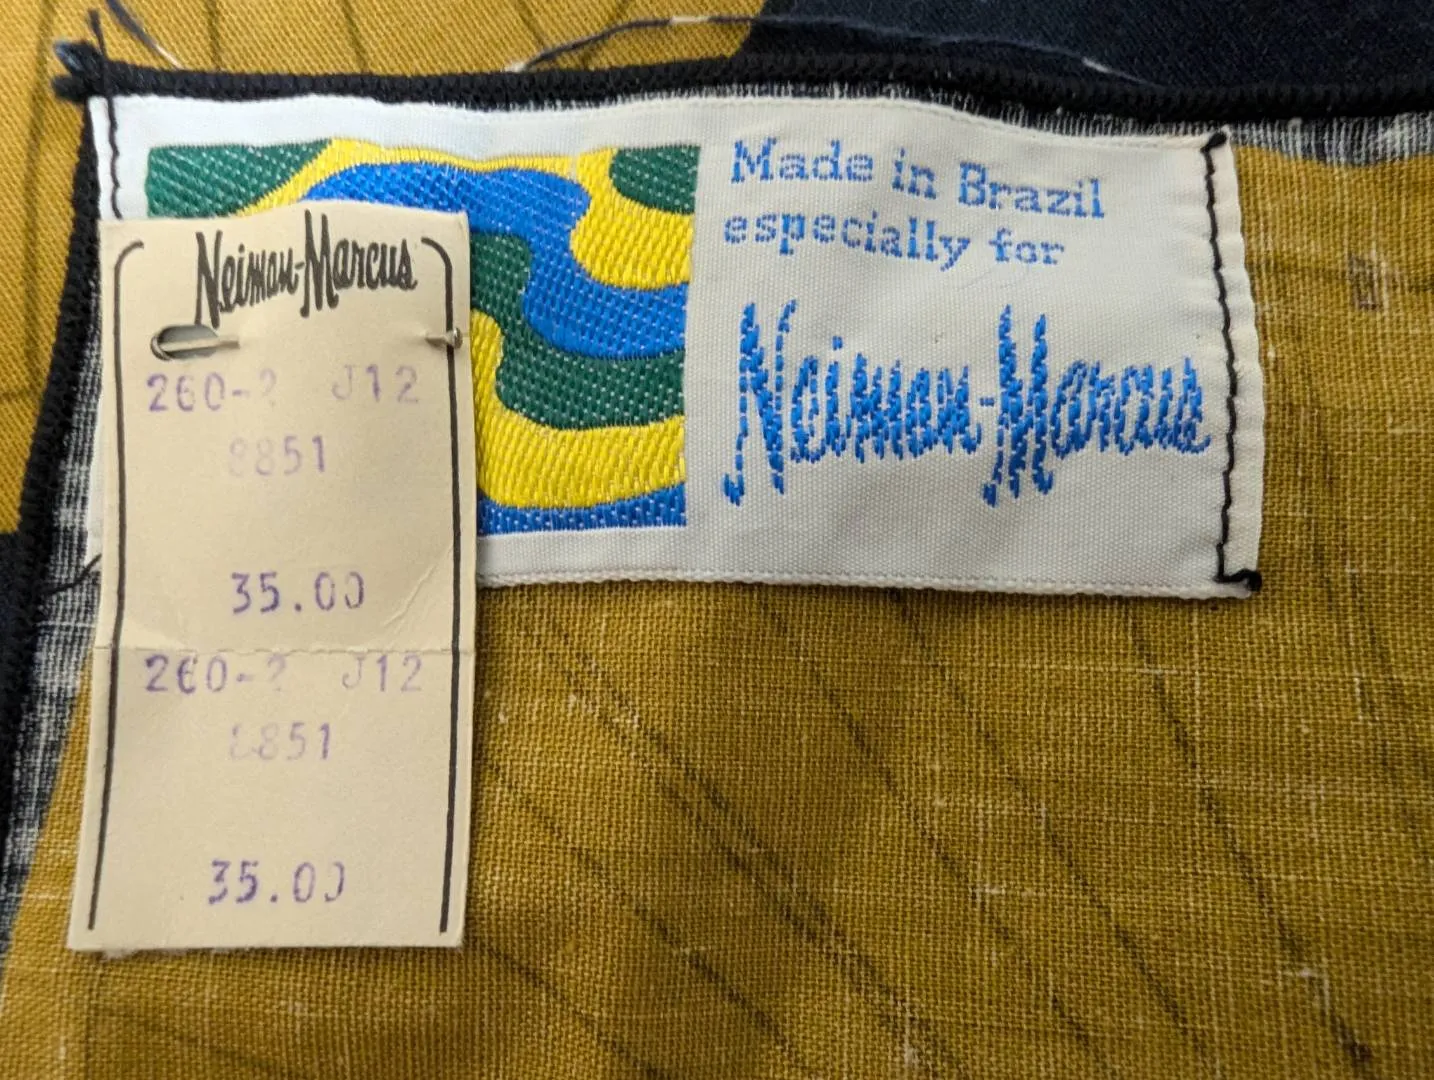 Made in Brazil
especially for
Neiman-Marcus
Neiman-Marcus
260-2 J12
8851
35.00
260-2 J12
8851
35.00